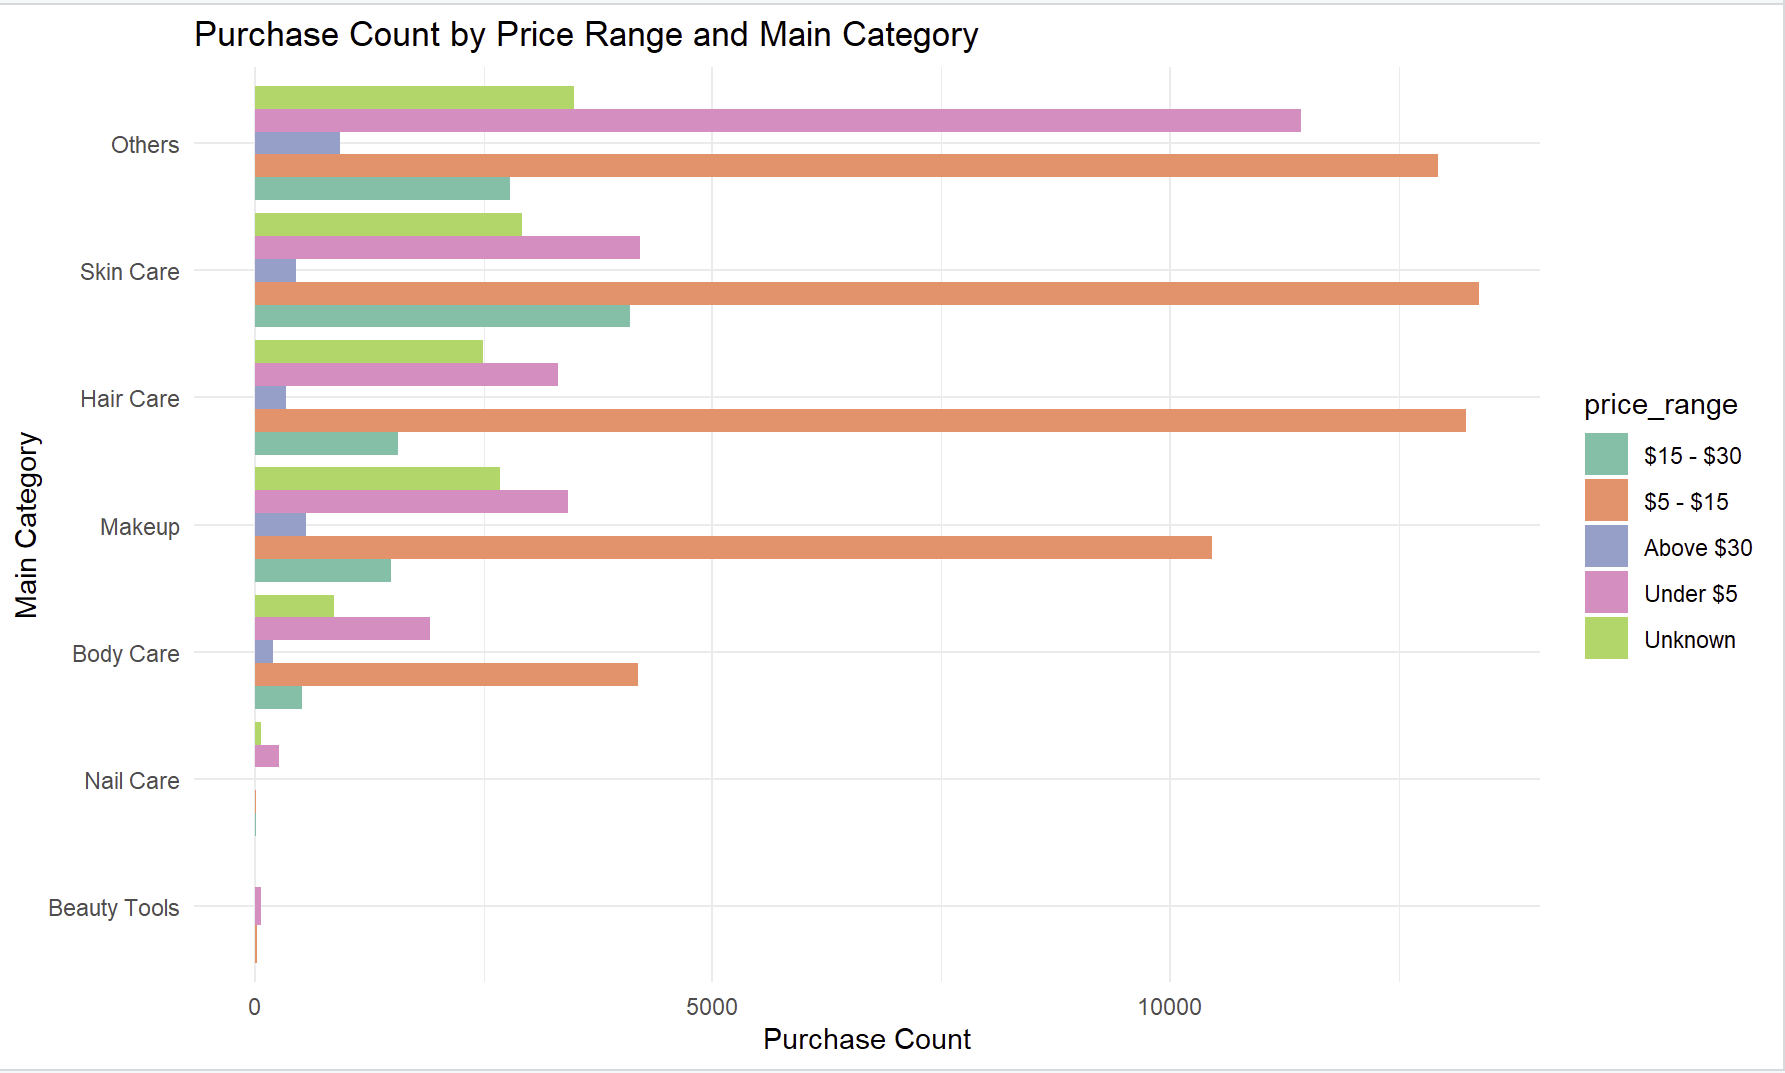 Purchase Count by Price Range and Main Category
Main Category
Others
Skin Care
Hair Care
Makeup
Body Care
Nail Care
Beauty Tools
0 5000 10000
Purchase Count
price_range
$15 - $30
$5 - $15
Above $30
Under $5
Unknown